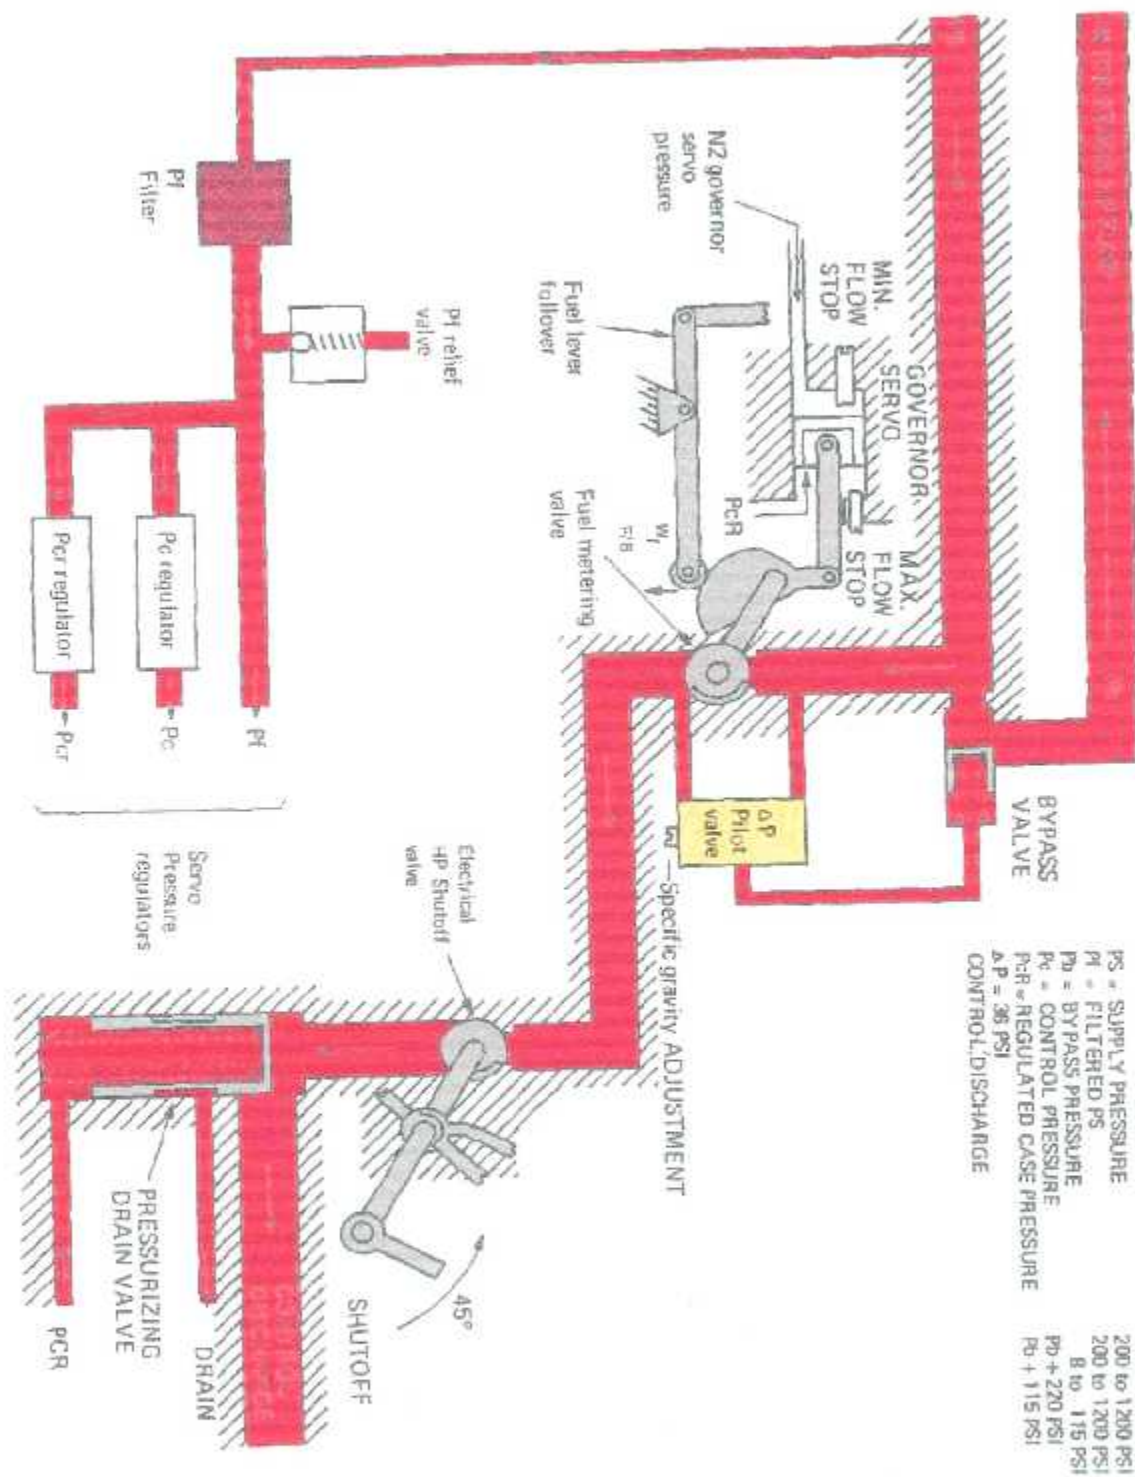 N2 governor
servo
pressure
MIN.
FLOW
STOP
GOVERNOR
SERVO
MAX.
FLOW
STOP
PcR
Fuel lever
follover
Wf
F/B
Fuel metering
valve
Pf
Filter
Pf relief
valve
Pc regulator
Pcr regulator
Pf
Pc
Pcr
Servo
Pressure
regulators
BYPASS
VALVE
ΔP
Pilot
valve
Specific gravity ADJUSTMENT
Electrical
HP Shutoff
valve
45°
SHUTOFF
PRESSURIZING
DRAIN VALVE
DRAIN
PCR
PS = SUPPLY PRESSURE 200 to 1200 PSI
Pf = FILTERED PS 200 to 1200 PSI
Pb = BYPASS PRESSURE 8 to 115 PSI
Pc = CONTROL PRESSURE Pb + 220 PSI
PcR = REGULATED CASE PRESSURE Pb + 115 PSI
ΔP = 36 PSI
CONTROL/DISCHARGE